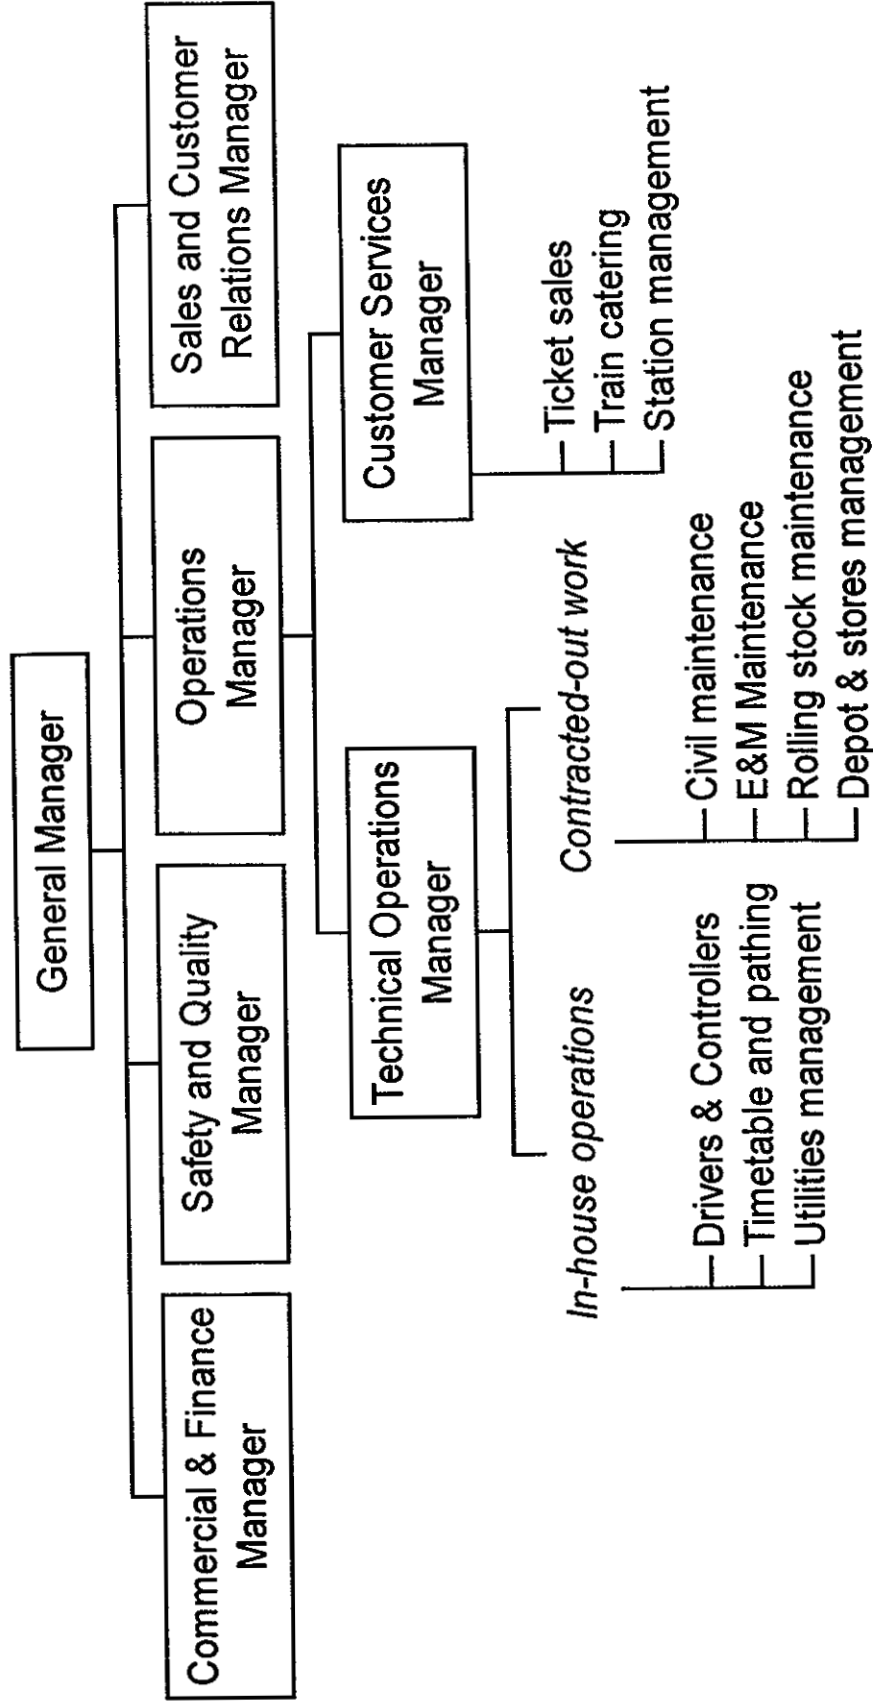 General Manager
Commercial & Finance
Manager
Safety and Quality
Manager
Operations
Manager
Sales and Customer
Relations Manager
Technical Operations
Manager
Customer Services
Manager
In-house operations
Drivers & Controllers
Timetable and pathing
Utilities management
Contracted-out work
Civil maintenance
E&M Maintenance
Rolling stock maintenance
Depot & stores management
Ticket sales
Train catering
Station management